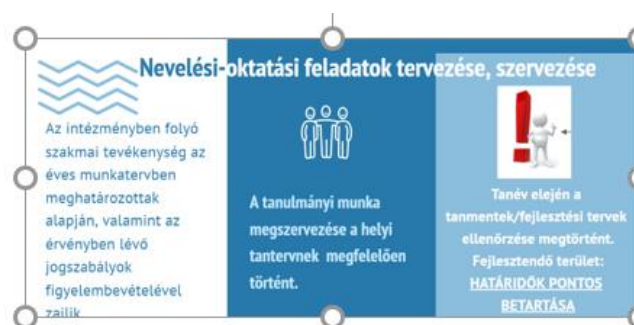 Nevelési-oktatási feladatok tervezése, szervezése
Az intézményben folyó
szakmai tevékenység az
éves munkatervben
meghatározottak
alapján, valamint az
érvényben lévő
jogszabályok
figyelembevételével
zajlik
A tanulmányi munka
megszervezése a helyi
tantervnek megfelelően
történt.
Tanév elején a
tanmentek/fejlesztési tervek
ellenőrzése megtörtént.
Fejlesztendő terület:
HATÁRIDŐK PONTOS
BETARTÁSA